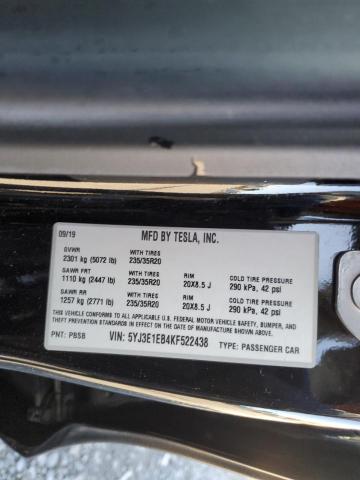 09/19 MFD BY TESLA, INC.
GVWR WITH TIRES
2301 kg (5072 lb) 235/35R20
GAWR FRT WITH TIRES RIM COLD TIRE PRESSURE
1110 kg (2447 lb) 235/35R20 20X8.5 J 290 kPa, 42 psi
GAWR RR WITH TIRES RIM COLD TIRE PRESSURE
1257 kg (2771 lb) 235/35R20 20X8.5 J 290 kPa, 42 psi
THIS VEHICLE CONFORMS TO ALL APPLICABLE U.S. FEDERAL MOTOR VEHICLE SAFETY, BUMPER, AND
THEFT PREVENTION STANDARDS IN EFFECT ON THE DATE OF MANUFACTURE SHOWN ABOVE.
PNT: PBSB VIN: 5YJ3E1EB4KF522438 TYPE: PASSENGER CAR